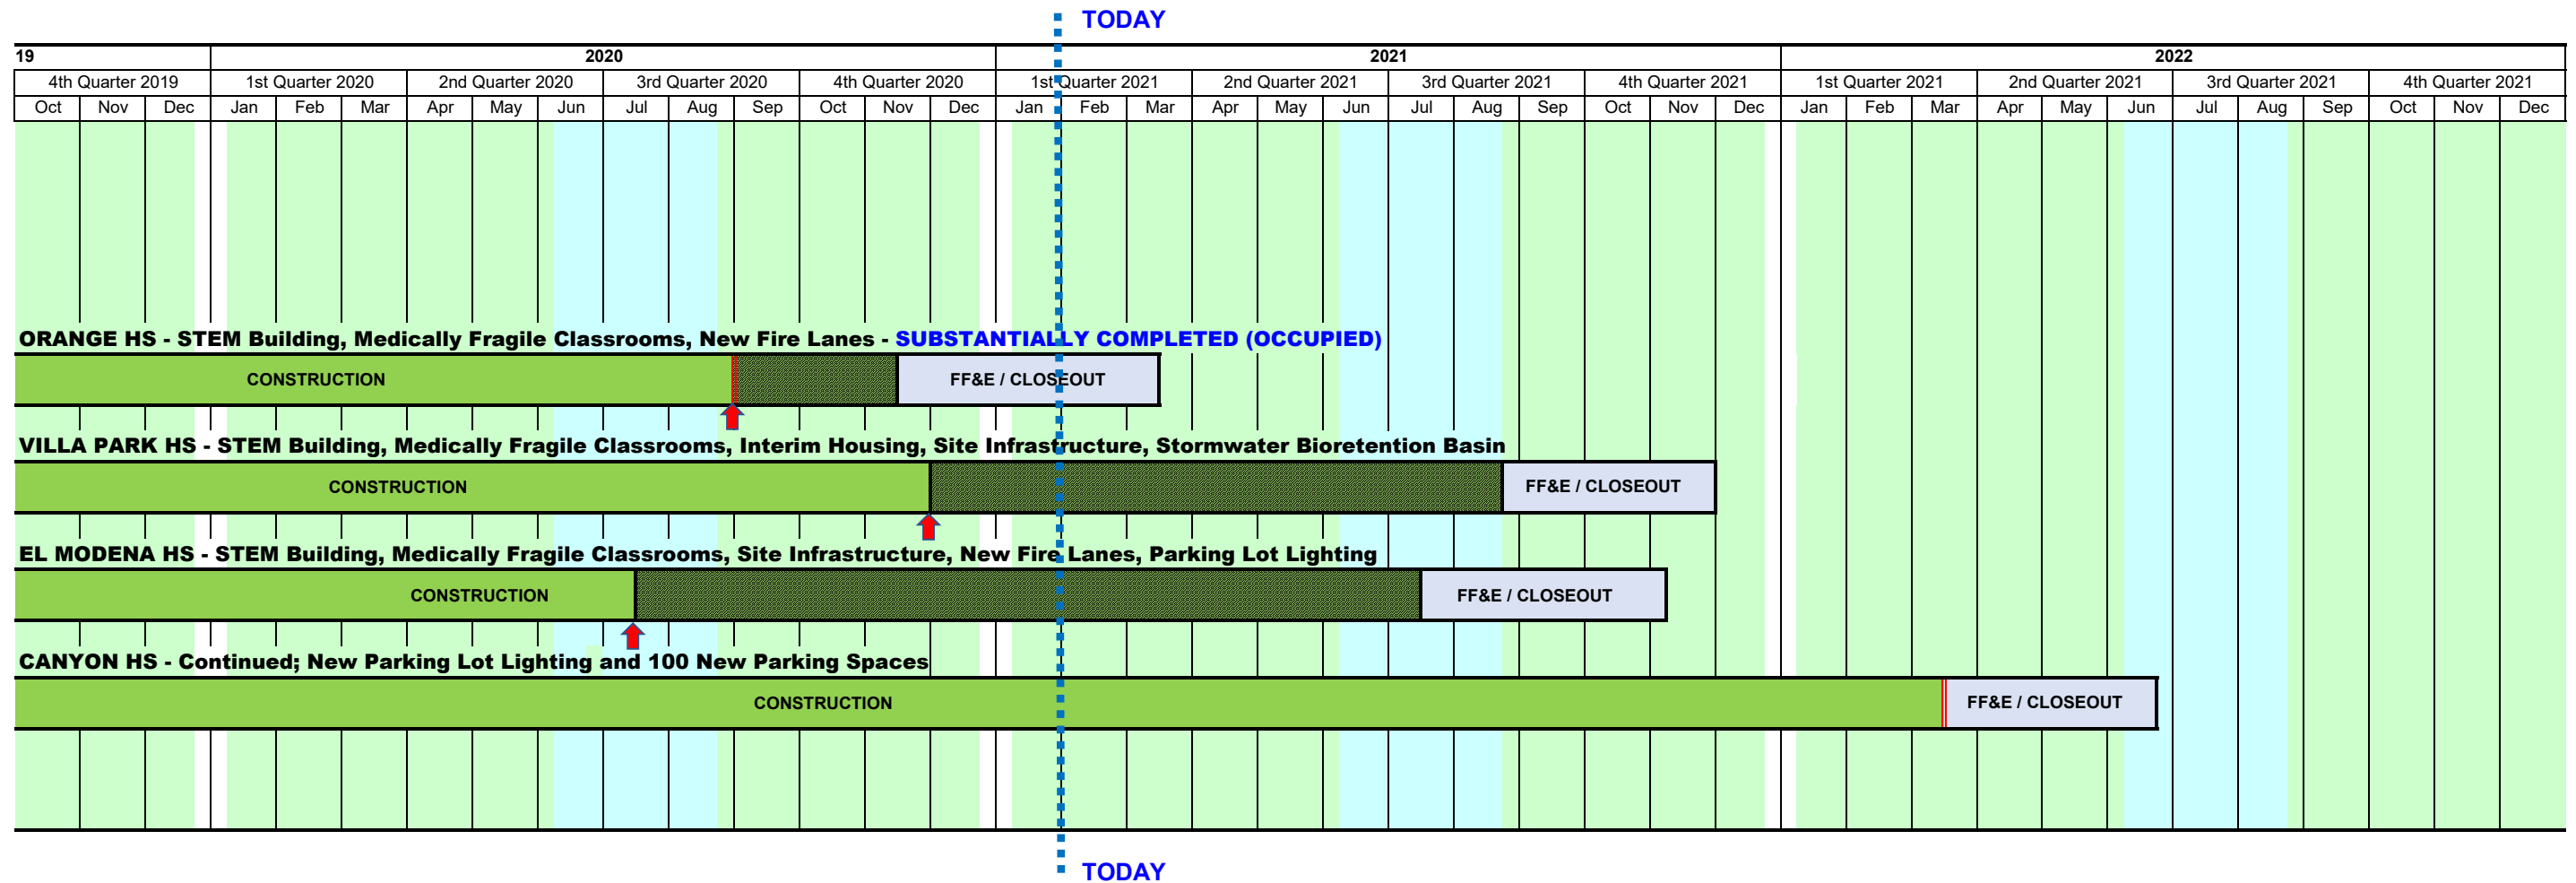 TODAY
19 2020 2021 2022
4th Quarter 2019 1st Quarter 2020 2nd Quarter 2020 3rd Quarter 2020 4th Quarter 2020 1st Quarter 2021 2nd Quarter 2021 3rd Quarter 2021 4th Quarter 2021 1st Quarter 2021 2nd Quarter 2021 3rd Quarter 2021 4th Quarter 2021
Oct Nov Dec Jan Feb Mar Apr May Jun Jul Aug Sep Oct Nov Dec Jan Feb Mar Apr May Jun Jul Aug Sep Oct Nov Dec Jan Feb Mar Apr May Jun Jul Aug Sep Oct Nov Dec
ORANGE HS - STEM Building, Medically Fragile Classrooms, New Fire Lanes - SUBSTANTIALLY COMPLETED (OCCUPIED)
CONSTRUCTION FF&E / CLOSEOUT
VILLA PARK HS - STEM Building, Medically Fragile Classrooms, Interim Housing, Site Infrastructure, Stormwater Bioretention Basin
CONSTRUCTION FF&E / CLOSEOUT
EL MODENA HS - STEM Building, Medically Fragile Classrooms, Site Infrastructure, New Fire Lanes, Parking Lot Lighting
CONSTRUCTION FF&E / CLOSEOUT
CANYON HS - Continued; New Parking Lot Lighting and 100 New Parking Spaces
CONSTRUCTION FF&E / CLOSEOUT
TODAY